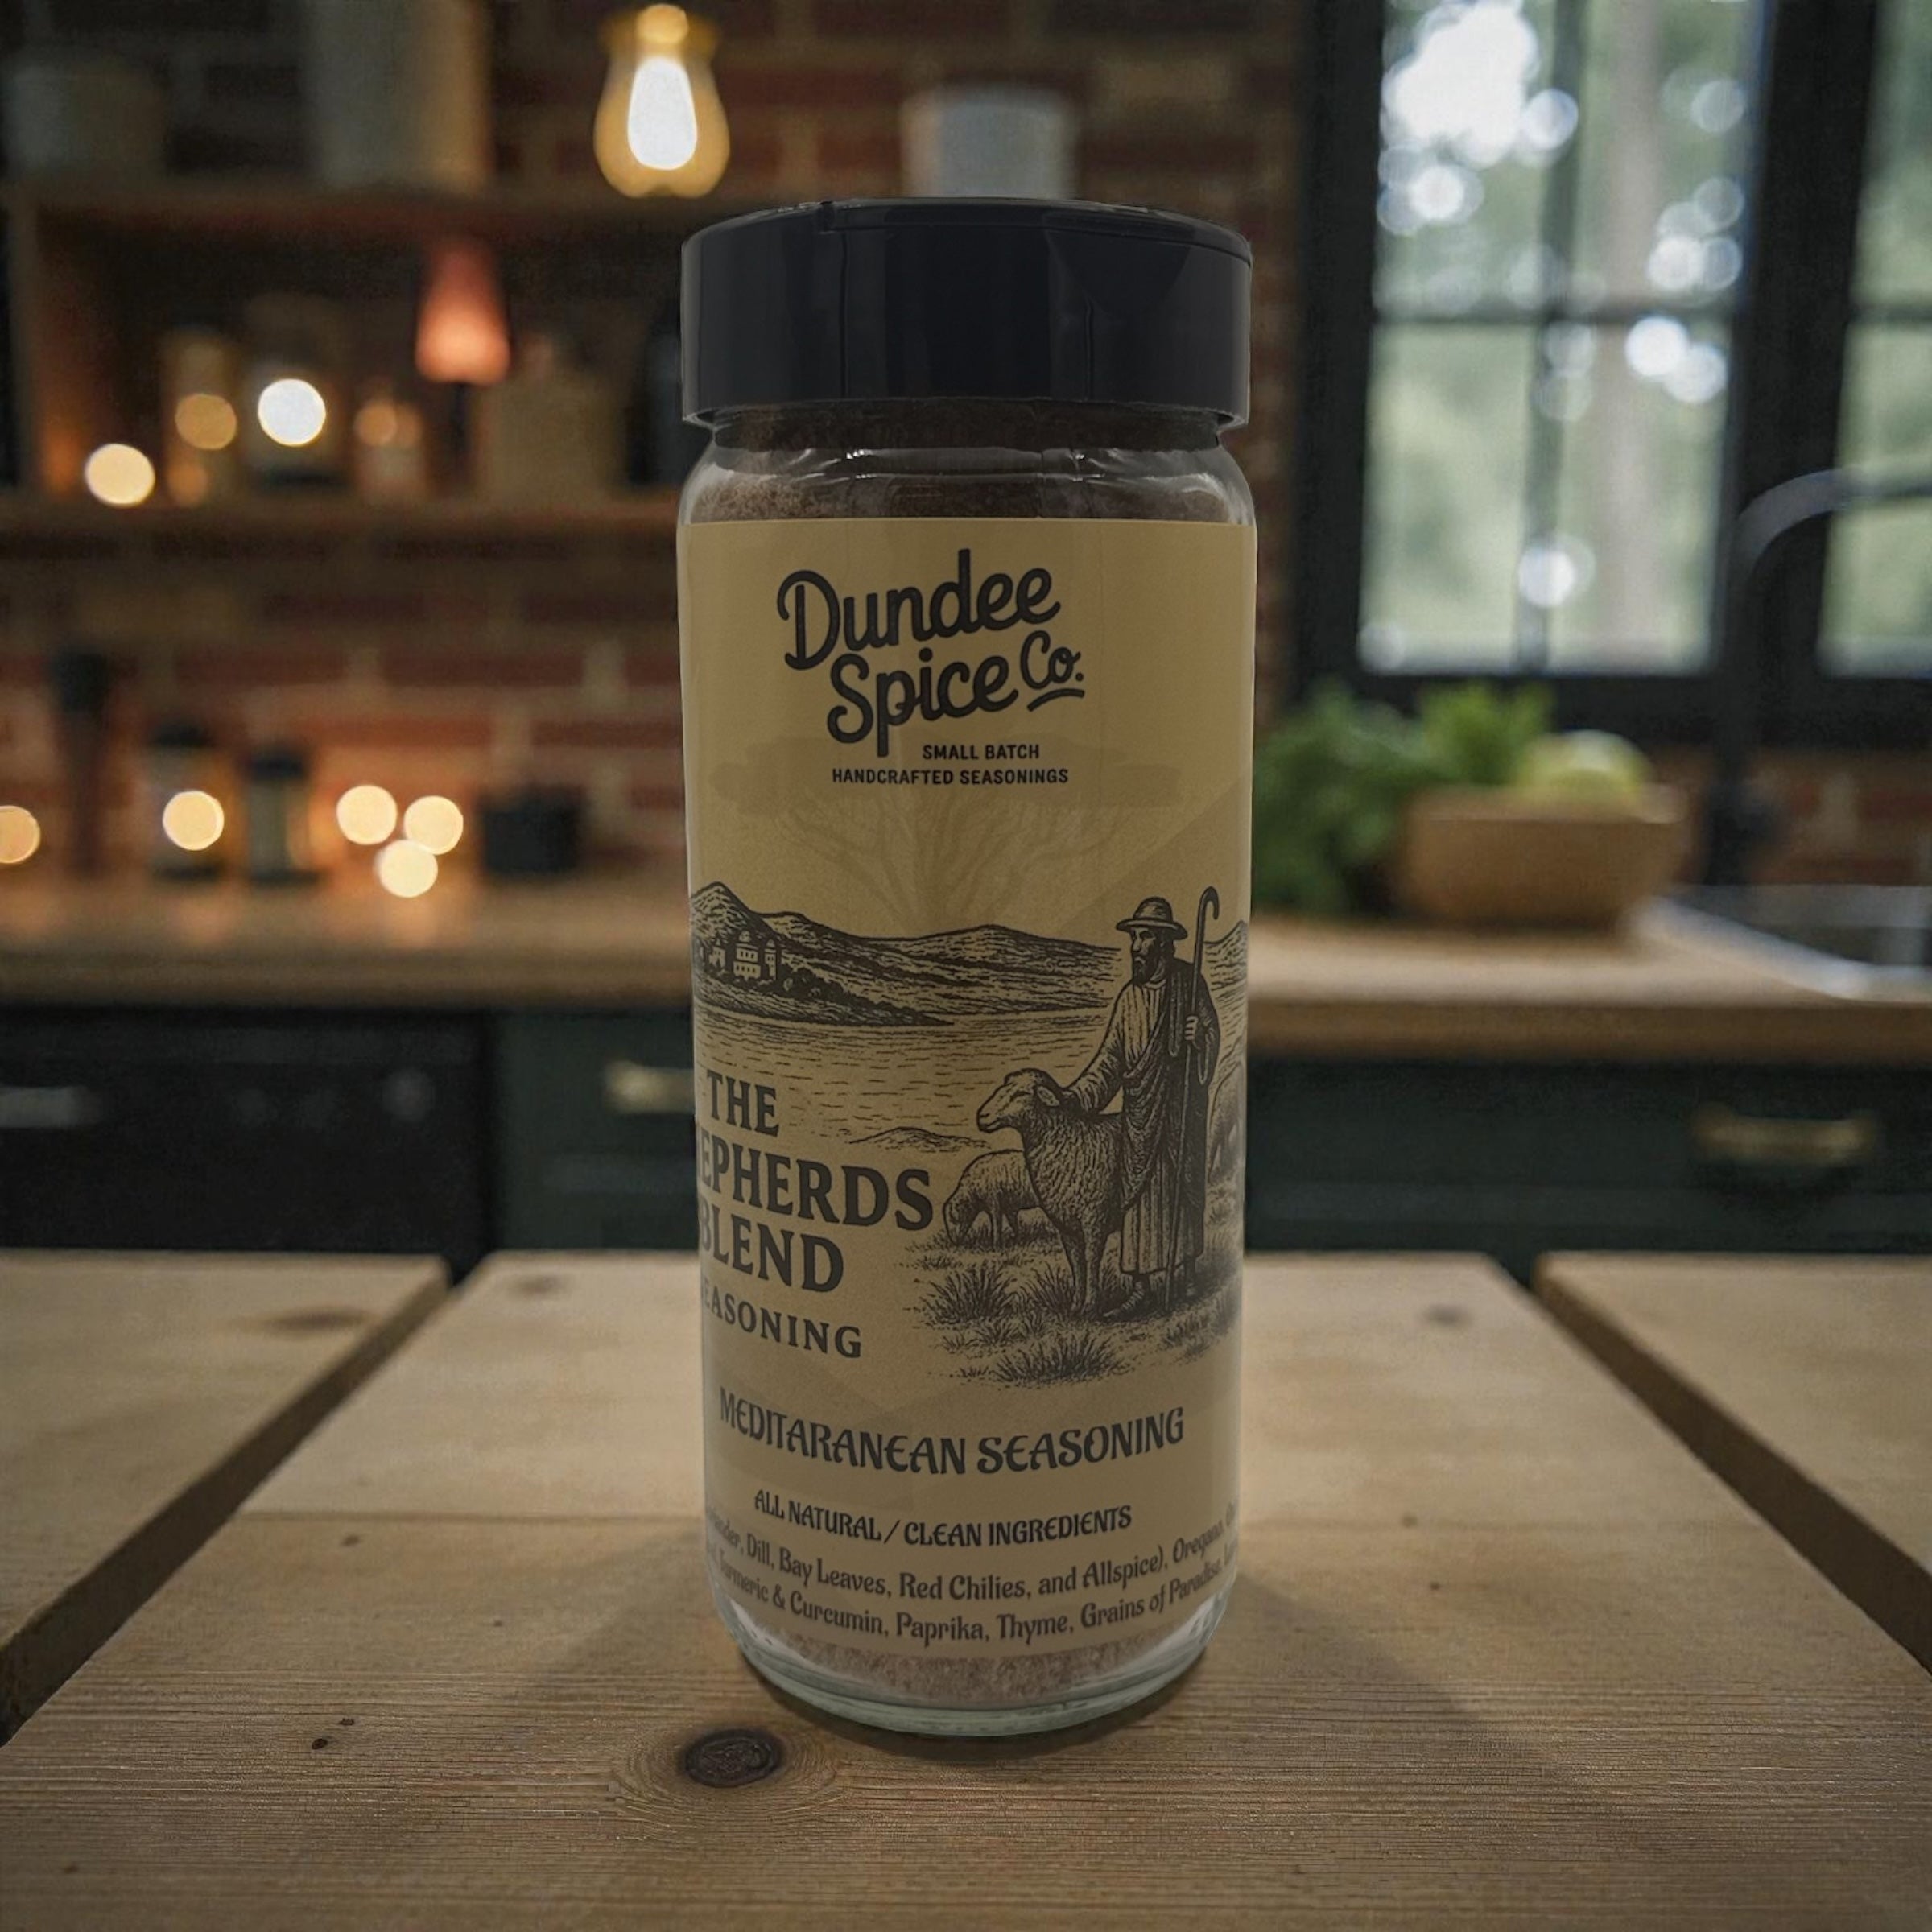 Dundee
Spice Co.
SMALL BATCH
HANDCRAFTED SEASONINGS
THE
EPHERDS
BLEND
EASONING
MEDITARANEAN SEASONING
ALL NATURAL / CLEAN INGREDIENTS
Dill, Bay Leaves, Red Chilies, and Allspice), Oregano,
& Curcumin, Paprika, Thyme, Grains of Paradise,